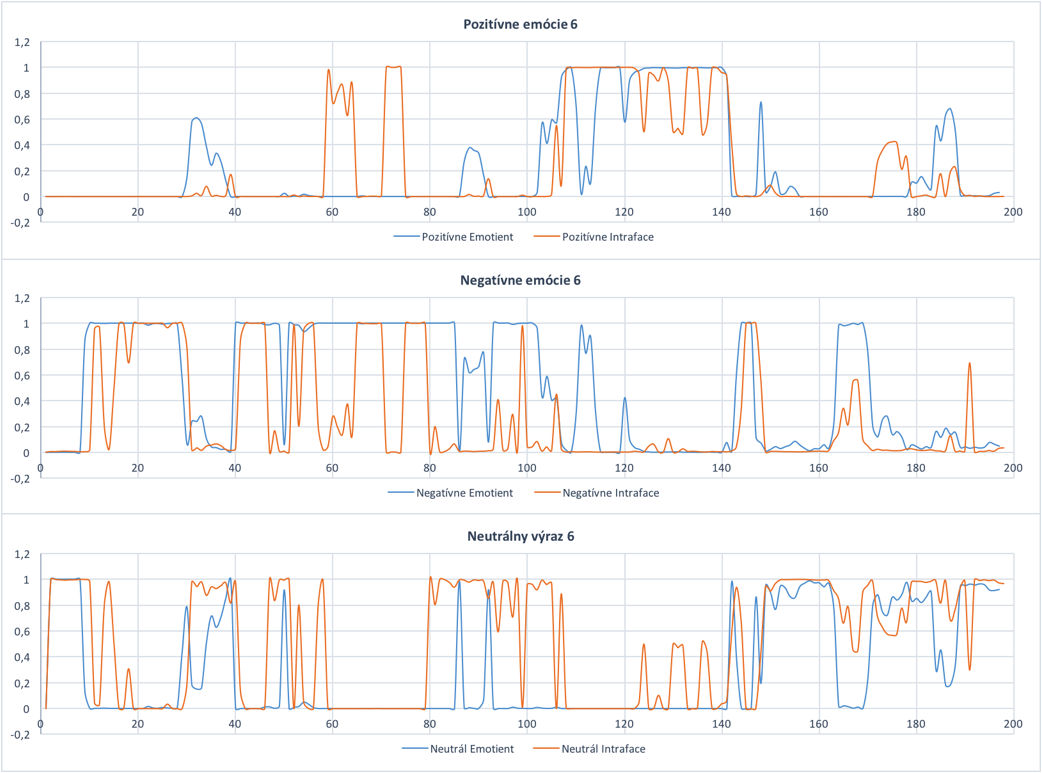 Pozitívne emócie 6
1,2
1
0,8
0,6
0,4
0,2
0
-0,2
0 20 40 60 80 100 120 140 160 180 200
Pozitívne Emotient Pozitívne Intraface
Negatívne emócie 6
1,2
1
0,8
0,6
0,4
0,2
0
-0,2
0 20 40 60 80 100 120 140 160 180 200
Negatívne Emotient Negatívne Intraface
Neutrálny výraz 6
1,2
1
0,8
0,6
0,4
0,2
0
-0,2
0 20 40 60 80 100 120 140 160 180 200
Neutrál Emotient Neutrál Intraface